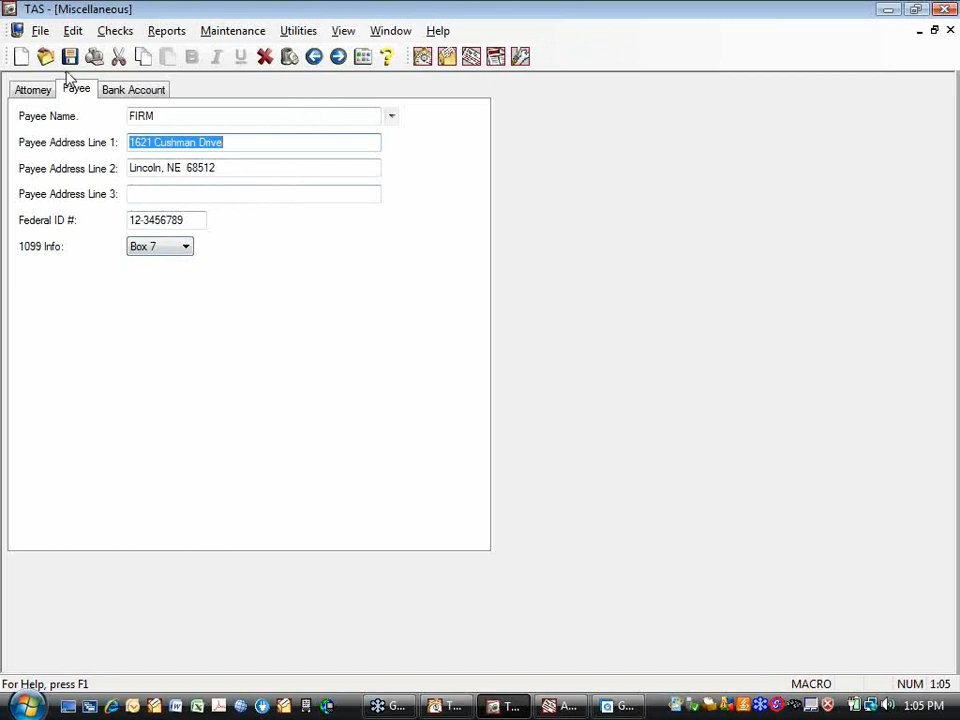 TAS - [Miscellaneous]
File Edit Checks Reports Maintenance Utilities View Window Help
Attorney Payee Bank Account
Payee Name. FIRM
Payee Address Line 1: 1621 Cushman Drive
Payee Address Line 2: Lincoln, NE 68512
Payee Address Line 3:
Federal ID #: 12-3456789
1099 Info: Box 7
For Help, press F1 MACRO NUM 1:05
G... T... T... A... G... 1:05 PM